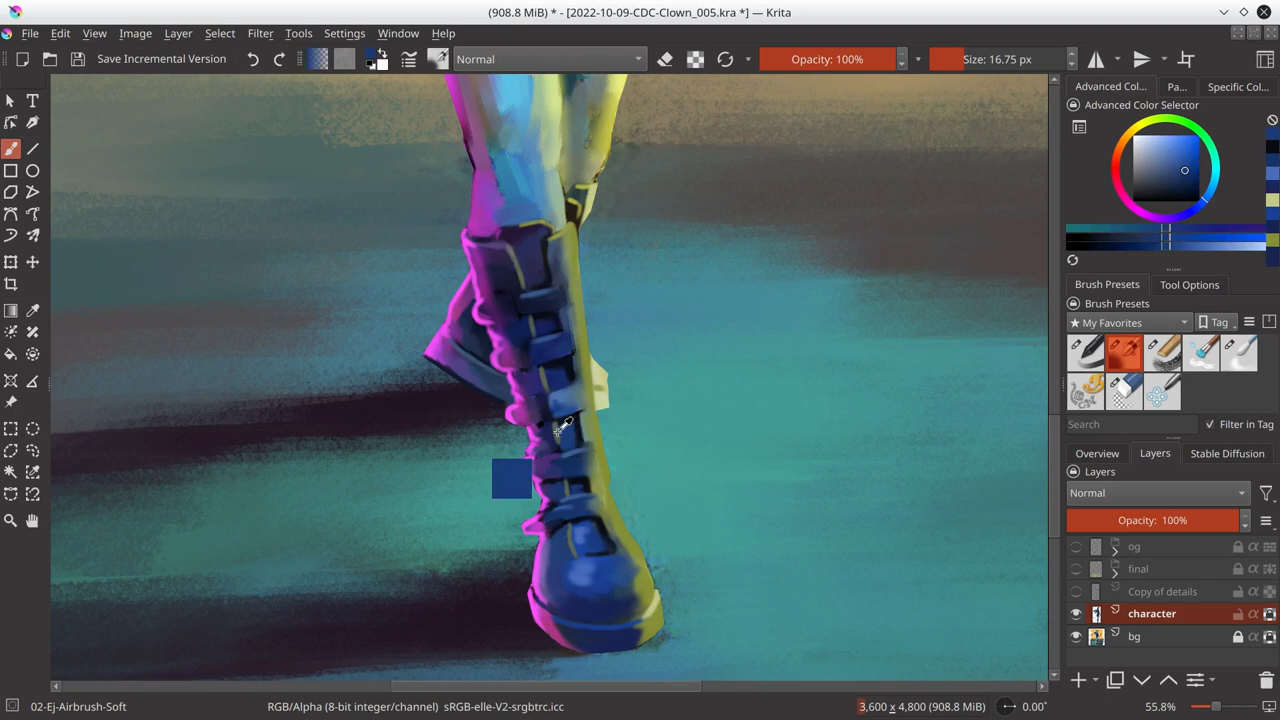 (908.8 MiB) * - [2022-10-09-CDC-Clown_005.kra *] — Krita
File Edit View Image Layer Select Filter Tools Settings Window Help
Save Incremental Version Normal Opacity: 100% Size: 16.75 px
Advanced Col... Pa... Specific Col...
Advanced Color Selector
Brush Presets Tool Options
Brush Presets
★ My Favorites Tag
Search Filter in Tag
Overview Layers Stable Diffusion
Layers
Normal
Opacity: 100%
og
final
Copy of details
character
bg
02-Ej-Airbrush-Soft RGB/Alpha (8-bit integer/channel) sRGB-elle-V2-srgbtrc.icc 3,600 x 4,800 (908.8 MiB) 0.00° 55.8%